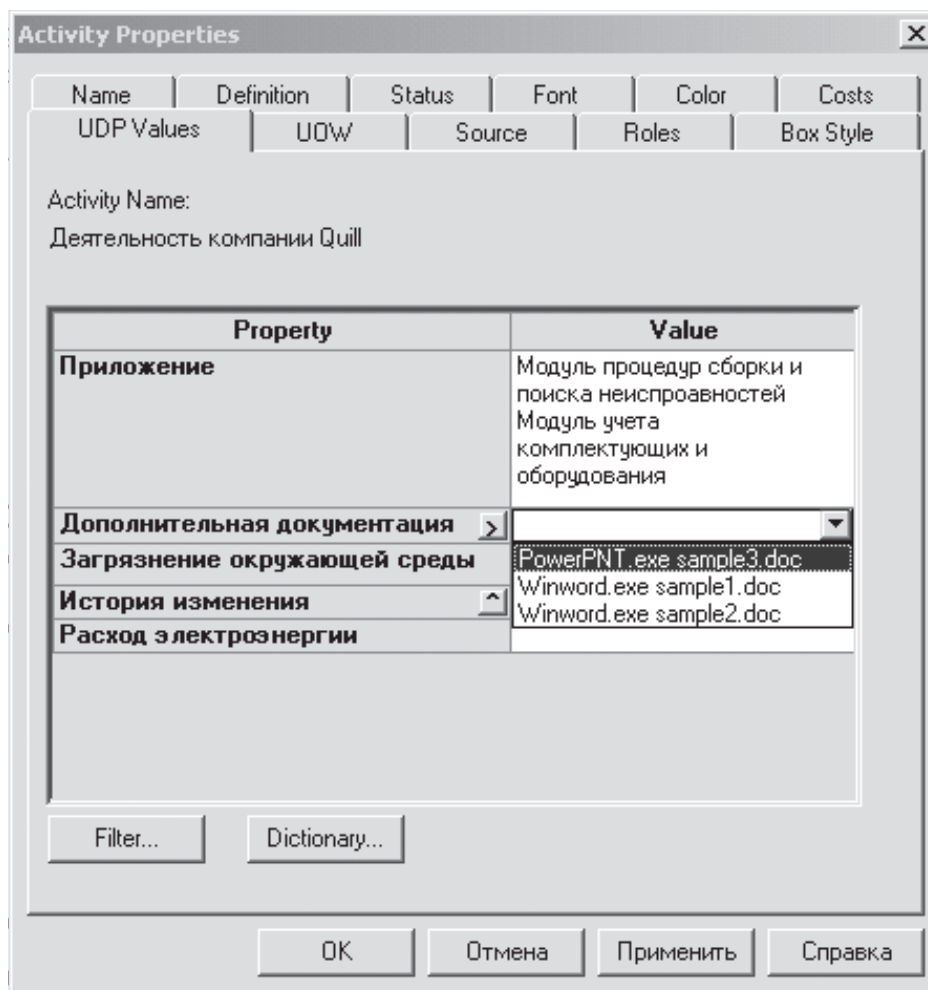 Activity Properties
Name Definition Status Font Color Costs
UDP Values UOW Source Roles Box Style
Activity Name:
Деятельность компании Quill
Property Value
Приложение Модуль процедур сборки и
поиска неиспроавностей
Модуль учета
комплектующих и
оборудования
Дополнительная документация >
Загрязнение окружающей среды PowerPNT.exe sample3.doc
Winword.exe sample1.doc
История изменения ^ Winword.exe sample2.doc
Расход электроэнергии
Filter... Dictionary...
OK Отмена Применить Справка